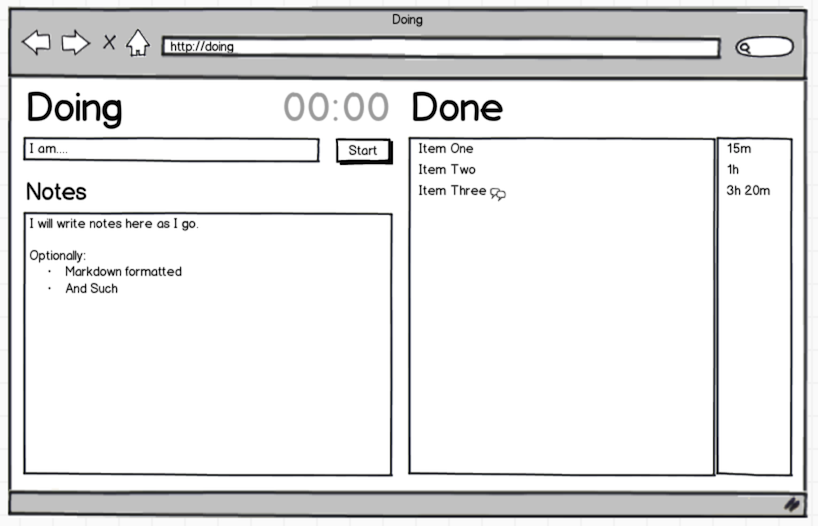 Doing
http://doing
Doing
00:00
I am....
Start
Notes
I will write notes here as I go.
Optionally:
· Markdown formatted
· And Such
Done
Item One 15m
Item Two 1h
Item Three 3h 20m